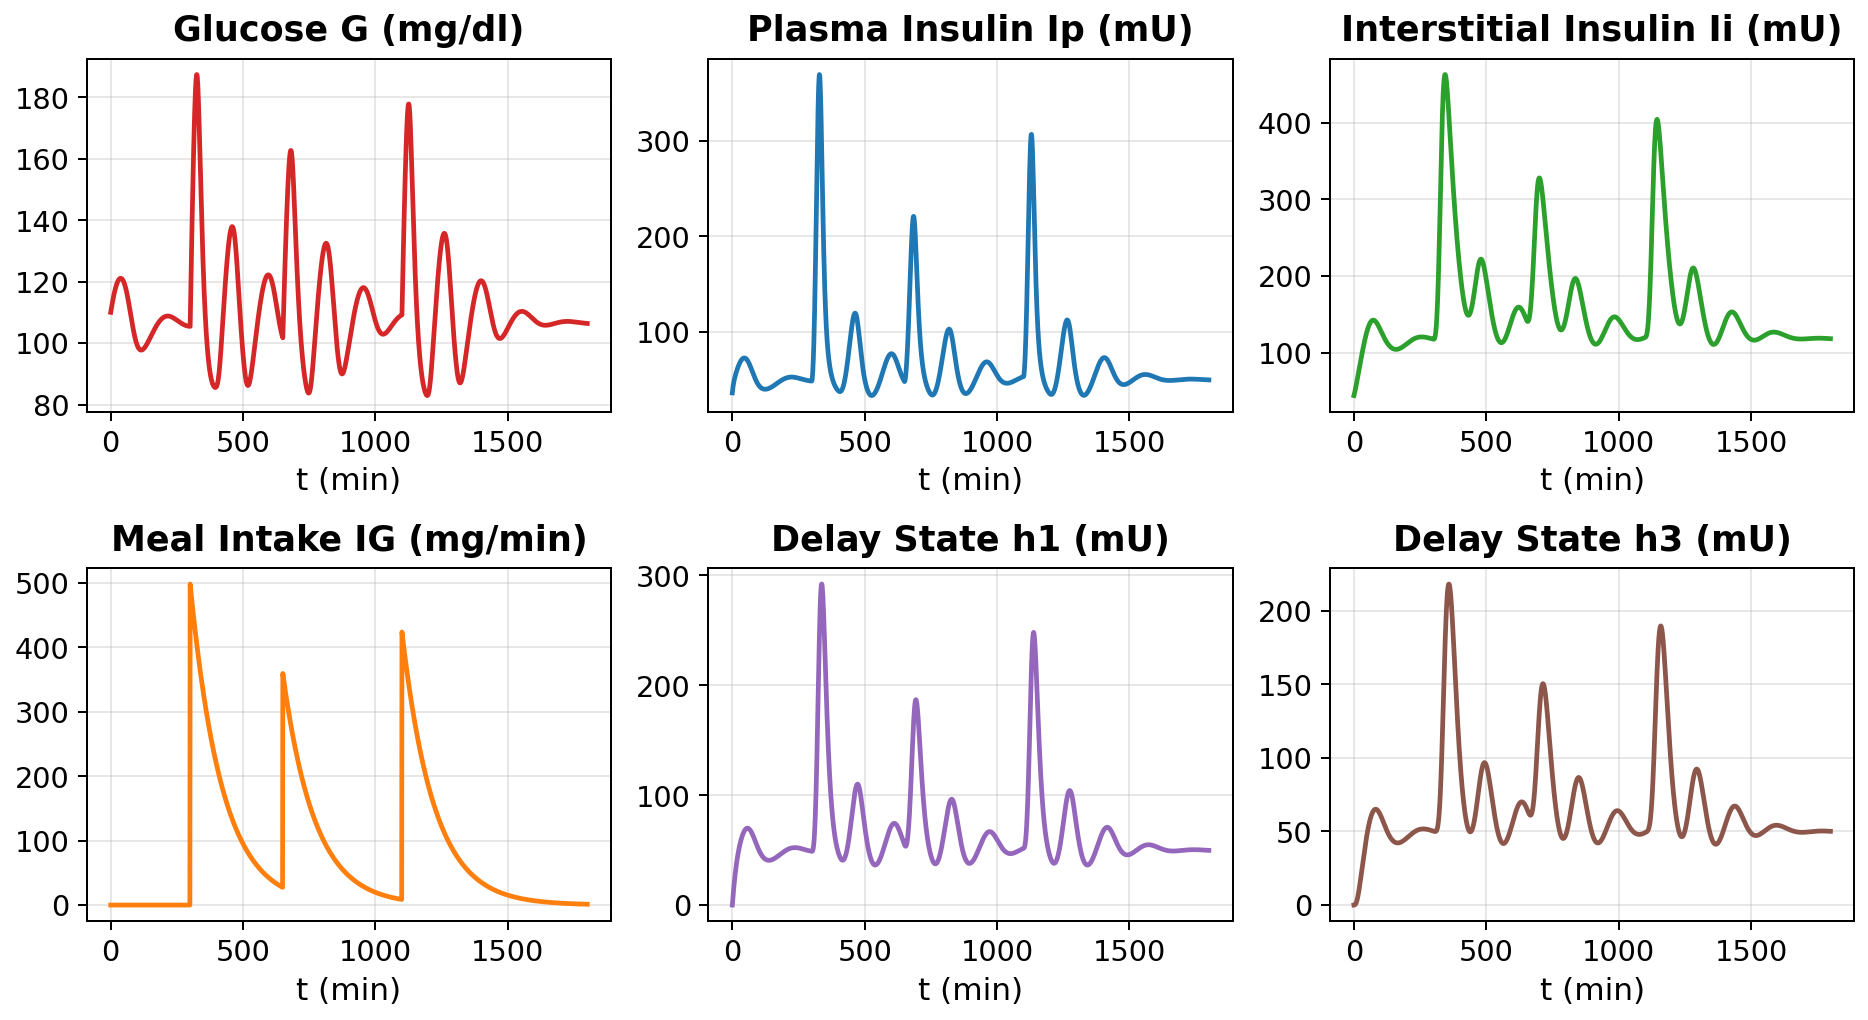 Glucose G (mg/dl)
180
160
140
120
100
80
0 500 1000 1500
t (min)
Plasma Insulin Ip (mU)
300
200
100
0 500 1000 1500
t (min)
Interstitial Insulin Ii (mU)
400
300
200
100
0 500 1000 1500
t (min)
Meal Intake IG (mg/min)
500
400
300
200
100
0
0 500 1000 1500
t (min)
Delay State h1 (mU)
300
200
100
0
0 500 1000 1500
t (min)
Delay State h3 (mU)
200
150
100
50
0
0 500 1000 1500
t (min)